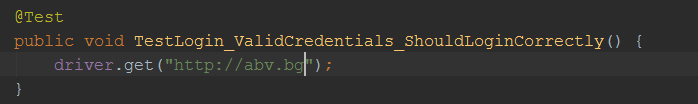 @Test
public void TestLogin_ValidCredentials_ShouldLoginCorrectly() {
driver.get("http://abv.bg");
}